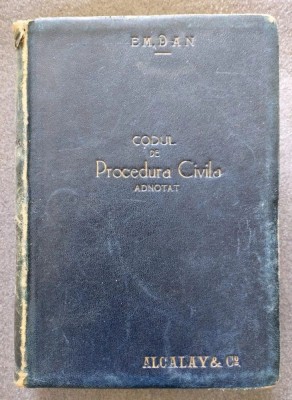 EM. DAN
CODUL
DE
Procedura Civila
ADNOTAT
ALCALAY & Co.